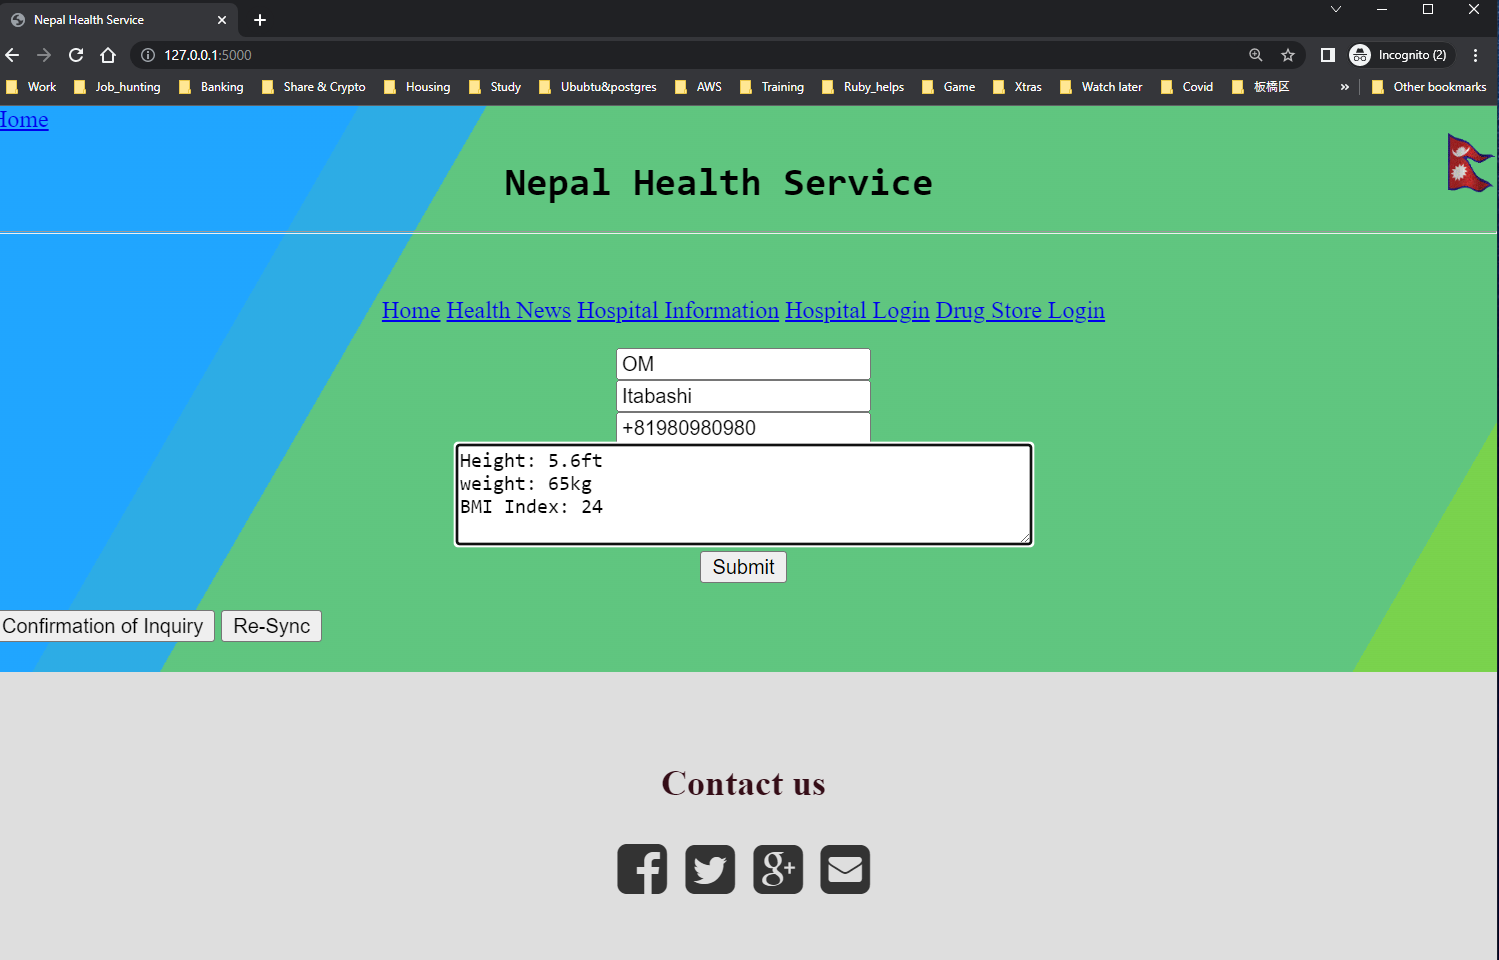 Nepal Health Service
127.0.0.1:5000
Incognito (2)
Work Job_hunting Banking Share & Crypto Housing Study Ububtu&postgres AWS Training Ruby_helps Game Xtras Watch later Covid 板橋区 » Other bookmarks
Home
Nepal Health Service
Home Health News Hospital Information Hospital Login Drug Store Login
OM
Itabashi
+81980980980
Height: 5.6ft
weight: 65kg
BMI Index: 24
Submit
Confirmation of Inquiry Re-Sync
Contact us